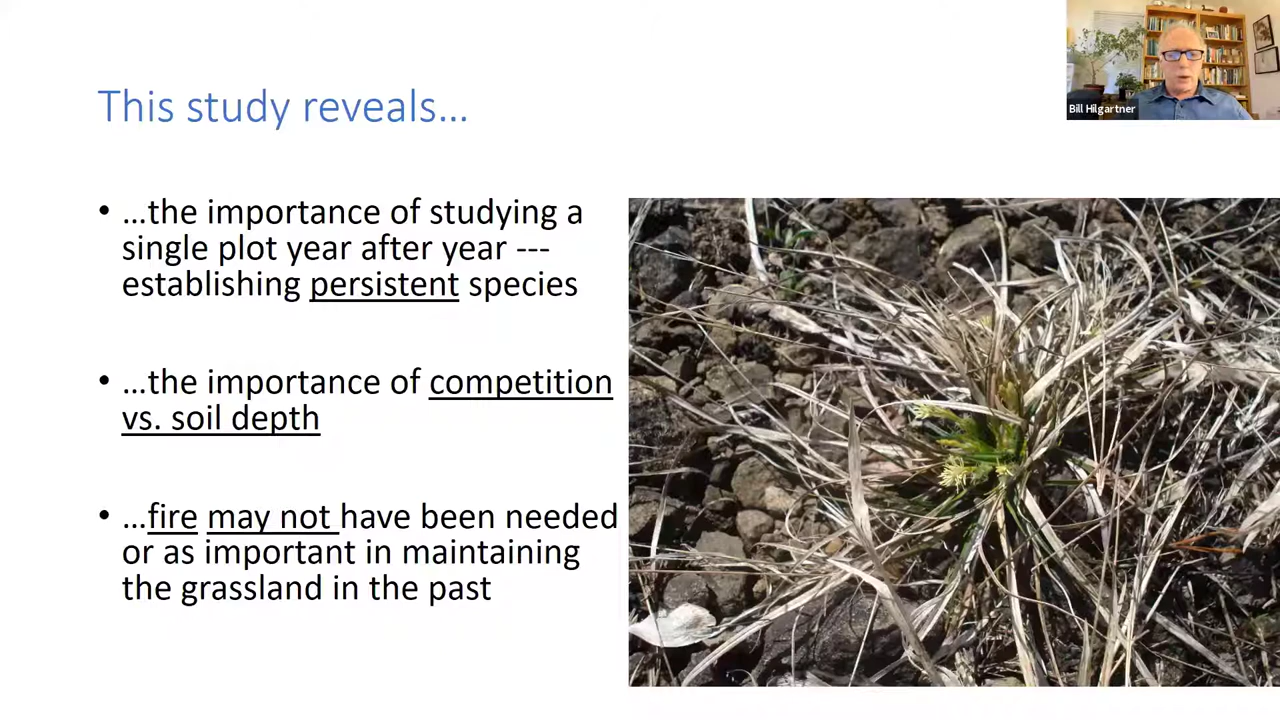 This study reveals…
• …the importance of studying a
single plot year after year ---
establishing persistent species
• …the importance of competition
vs. soil depth
• …fire may not have been needed
or as important in maintaining
the grassland in the past
Bill Hilgartner